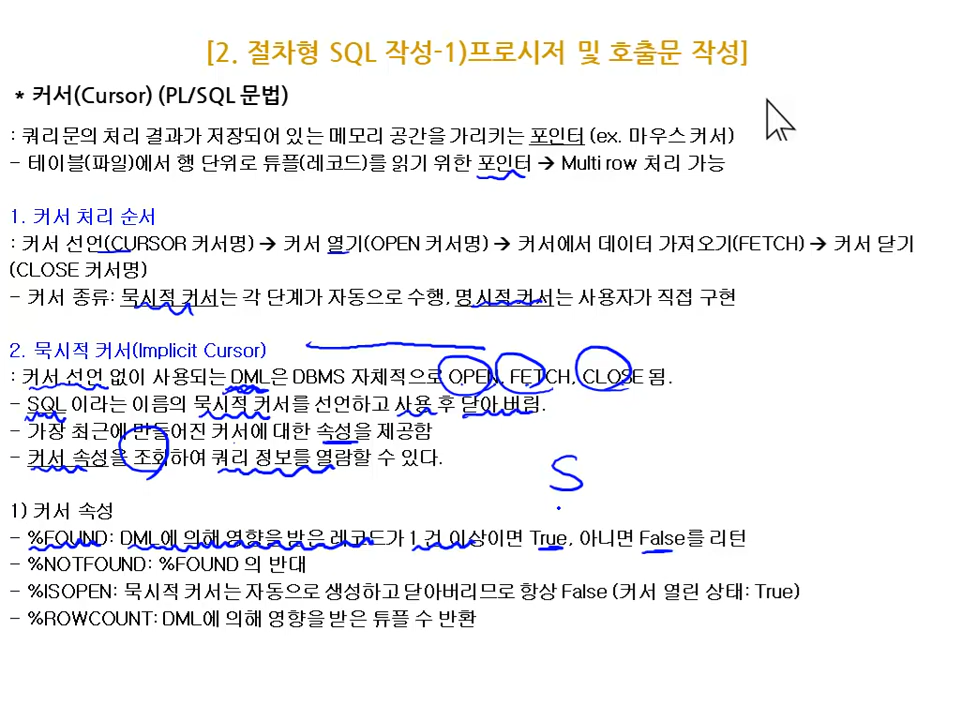 [2. 절차형 SQL 작성-1)프로시저 및 호출문 작성]
* 커서(Cursor) (PL/SQL 문법)
: 쿼리문의 처리 결과가 저장되어 있는 메모리 공간을 가리키는 포인터 (ex. 마우스 커서)
- 테이블(파일)에서 행 단위로 튜플(레코드)를 읽기 위한 포인터 → Multi row 처리 가능
1. 커서 처리 순서
: 커서 선언(CURSOR 커서명) → 커서 열기(OPEN 커서명) → 커서에서 데이터 가져오기(FETCH) → 커서 닫기
(CLOSE 커서명)
- 커서 종류: 묵시적 커서는 각 단계가 자동으로 수행, 명시적 커서는 사용자가 직접 구현
2. 묵시적 커서(Implicit Cursor)
: 커서 선언 없이 사용되는 DML은 DBMS 자체적으로 OPEN, FETCH, CLOSE 됨.
- SQL 이라는 이름의 묵시적 커서를 선언하고 사용 후 닫아 버림.
- 가장 최근에 만들어진 커서에 대한 속성을 제공함
- 커서 속성을 조회하여 쿼리 정보를 열람할 수 있다.
S
1) 커서 속성
- %FOUND: DML에 의해 영향을 받은 레코드가 1 건 이상이면 True, 아니면 False를 리턴
- %NOTFOUND: %FOUND 의 반대
- %ISOPEN: 묵시적 커서는 자동으로 생성하고 닫아버리므로 항상 False (커서 열린 상태: True)
- %ROWCOUNT: DML에 의해 영향을 받은 튜플 수 반환